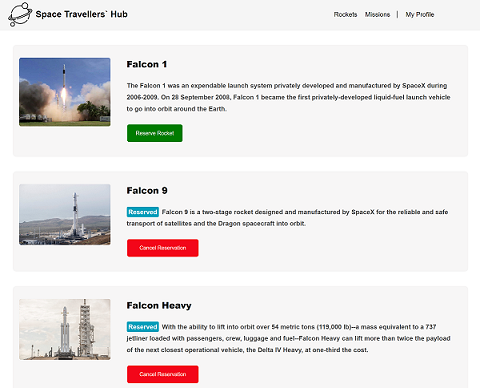 Space Travellers` Hub
Rockets Missions | My Profile
Falcon 1
The Falcon 1 was an expendable launch system privately developed and manufactured by SpaceX during
2006-2009. On 28 September 2008, Falcon 1 became the first privately-developed liquid-fuel launch vehicle
to go into orbit around the Earth.
Reserve Rocket
Falcon 9
Reserved Falcon 9 is a two-stage rocket designed and manufactured by SpaceX for the reliable and safe
transport of satellites and the Dragon spacecraft into orbit.
Cancel Reservation
Falcon Heavy
Reserved With the ability to lift into orbit over 54 metric tons (119,000 lb)--a mass equivalent to a 737
jetliner loaded with passengers, crew, luggage and fuel--Falcon Heavy can lift more than twice the payload
of the next closest operational vehicle, the Delta IV Heavy, at one-third the cost.
Cancel Reservation